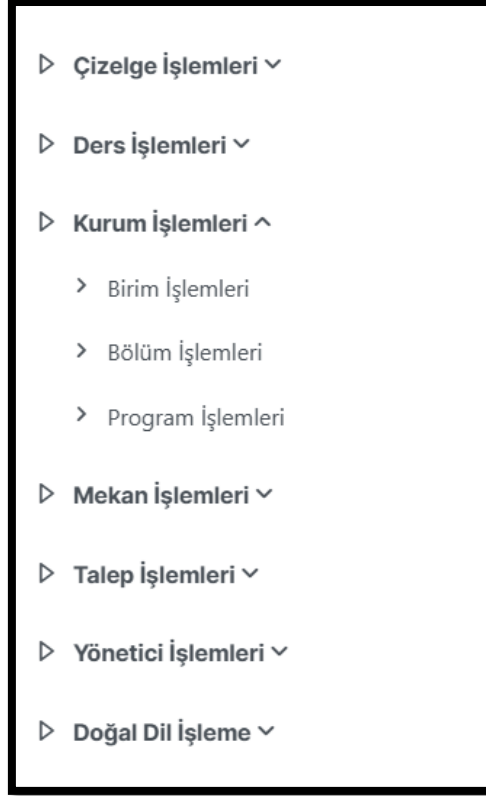 Çizelge İşlemleri
Ders İşlemleri
Kurum İşlemleri
Birim İşlemleri
Bölüm İşlemleri
Program İşlemleri
Mekan İşlemleri
Talep İşlemleri
Yönetici İşlemleri
Doğal Dil İşleme